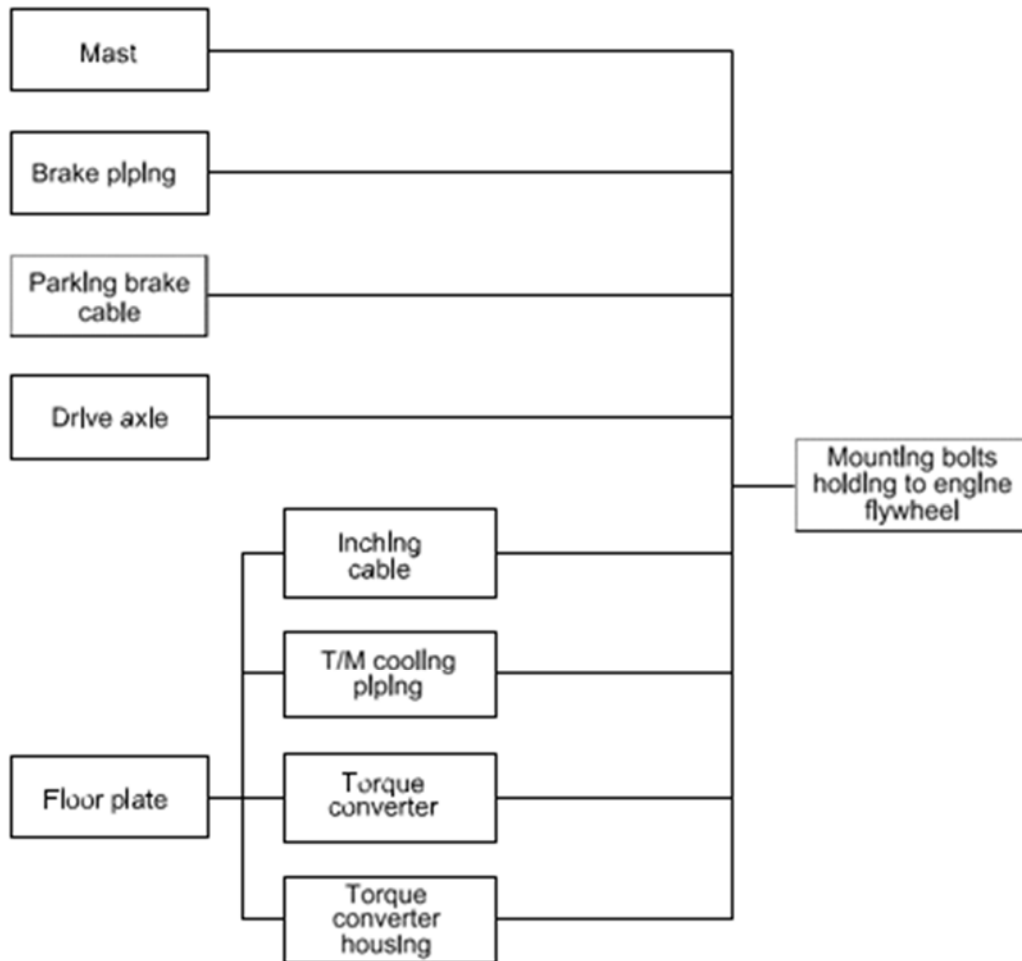 Mast
Brake piping
Parking brake
cable
Drive axle
Mounting bolts
holding to engine
flywheel
Inching
cable
T/M cooling
piping
Floor plate
Torque
converter
Torque
converter
housing